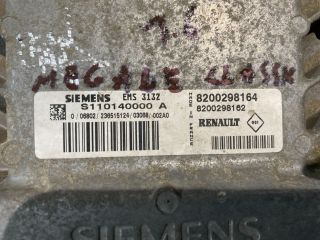 1.6
MEGANE CLASSIC
SIEMENS EMS 3132
S110140000 A
0/06802/236515124/03088/002A0
MADE IN FRANCE
8200298164
8200298162
RENAULT
SIEMENS